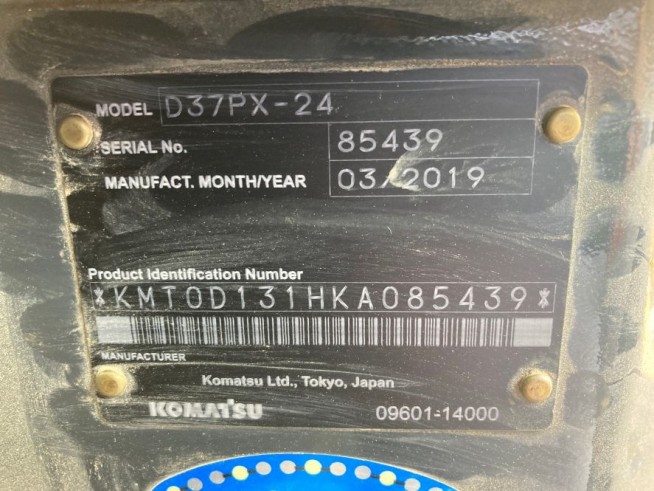 MODEL D37PX-24
SERIAL No. 85439
MANUFACT. MONTH/YEAR 03/2019
Product Identification Number
*KMT0D131HKA085439*
MANUFACTURER
Komatsu Ltd., Tokyo, Japan
KOMATSU 09601-14000